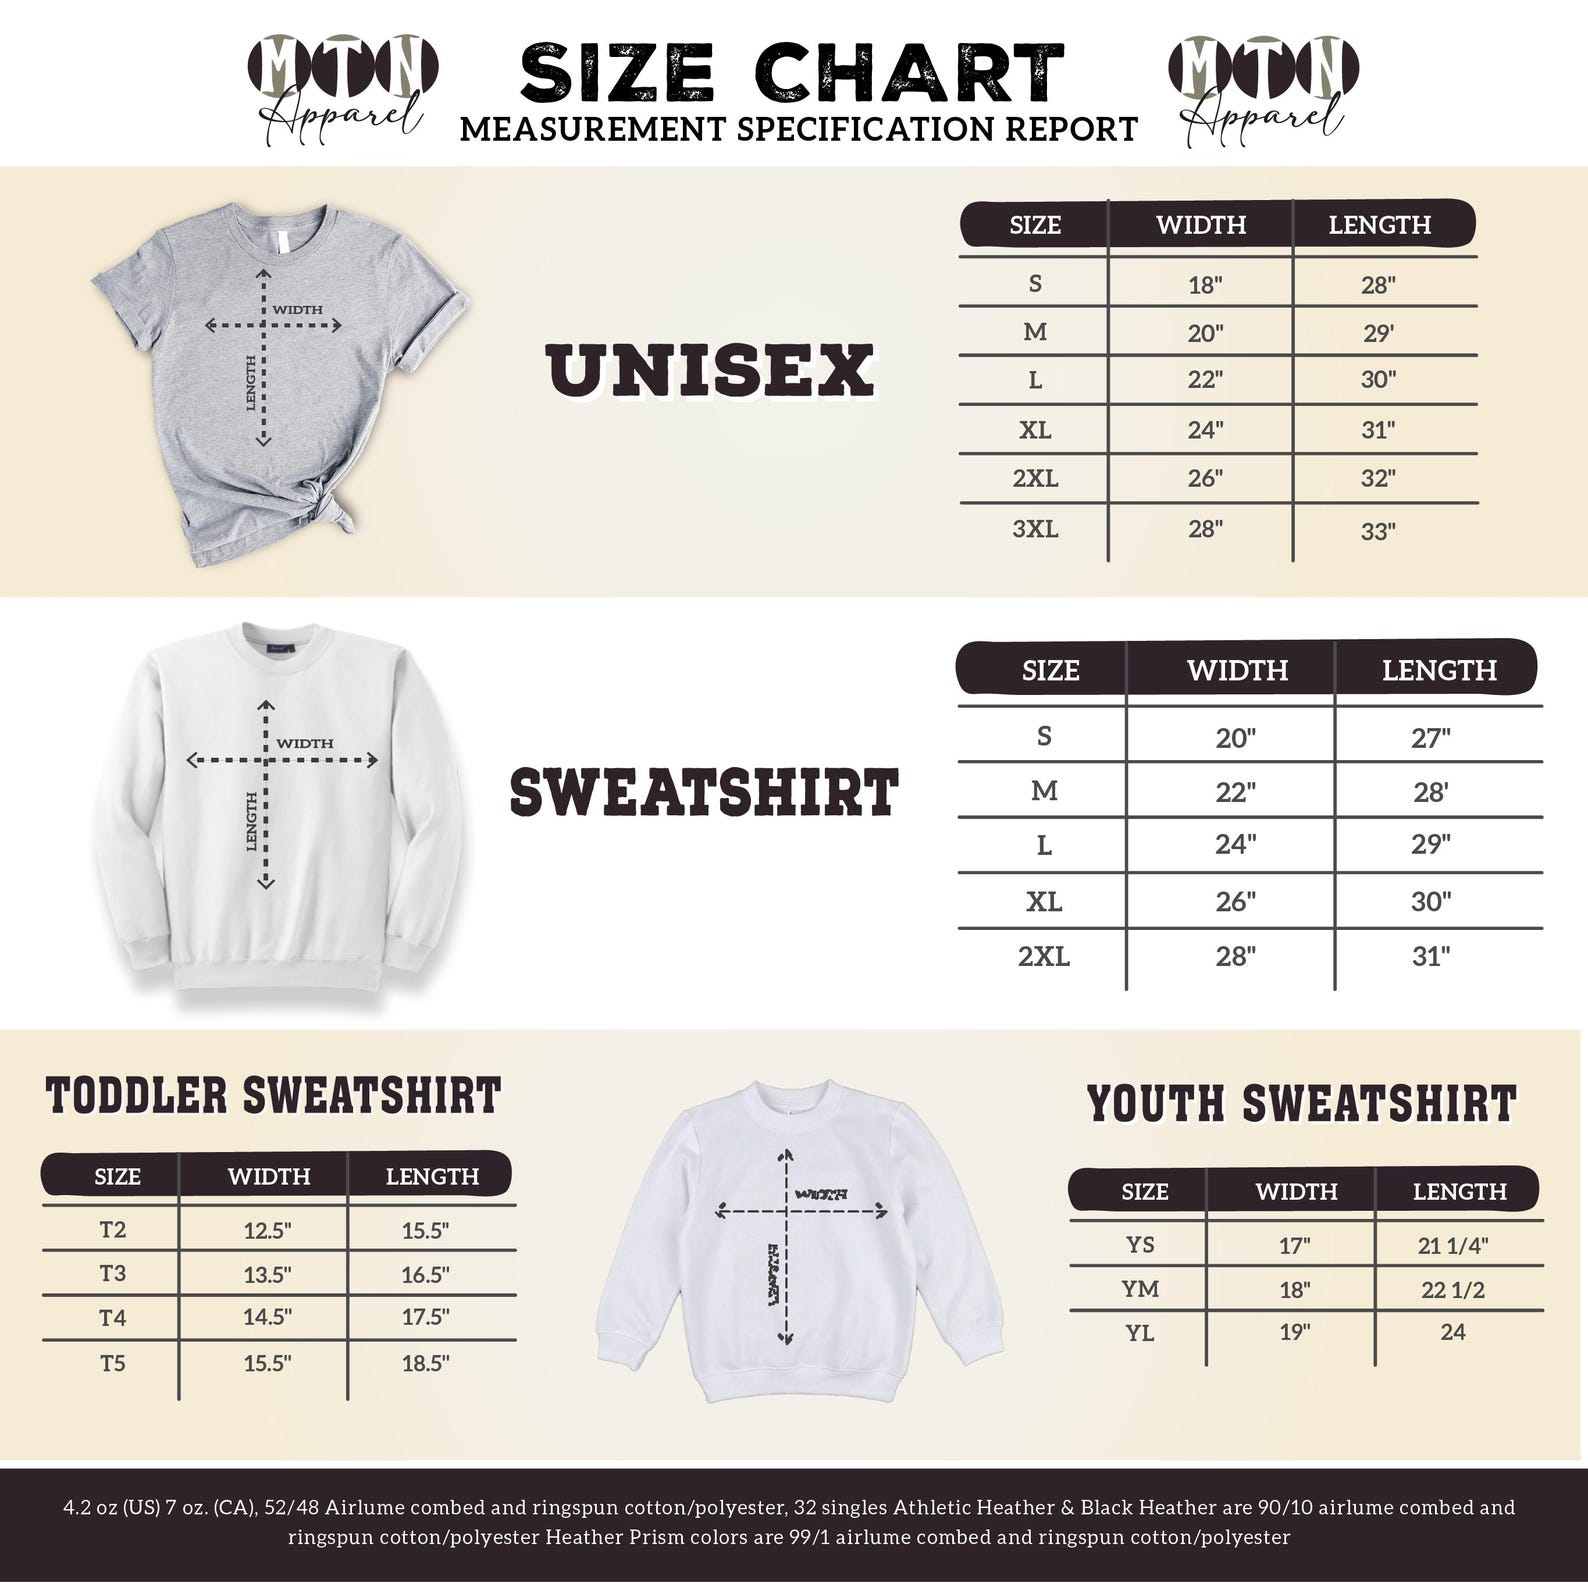 MTN
Apparel
SIZE CHART
MEASUREMENT SPECIFICATION REPORT
MTN
Apparel
WIDTH
LENGTH
UNISEX
SIZE WIDTH LENGTH
S 18" 28"
M 20" 29'
L 22" 30"
XL 24" 31"
2XL 26" 32"
3XL 28" 33"
WIDTH
LENGTH
SWEATSHIRT
SIZE WIDTH LENGTH
S 20" 27"
M 22" 28'
L 24" 29"
XL 26" 30"
2XL 28" 31"
TODDLER SWEATSHIRT
SIZE WIDTH LENGTH
T2 12.5" 15.5"
T3 13.5" 16.5"
T4 14.5" 17.5"
T5 15.5" 18.5"
WIDTH
LENGTH
YOUTH SWEATSHIRT
SIZE WIDTH LENGTH
YS 17" 21 1/4"
YM 18" 22 1/2
YL 19" 24
4.2 oz (US) 7 oz. (CA), 52/48 Airlume combed and ringspun cotton/polyester, 32 singles Athletic Heather & Black Heather are 90/10 airlume combed and
ringspun cotton/polyester Heather Prism colors are 99/1 airlume combed and ringspun cotton/polyester